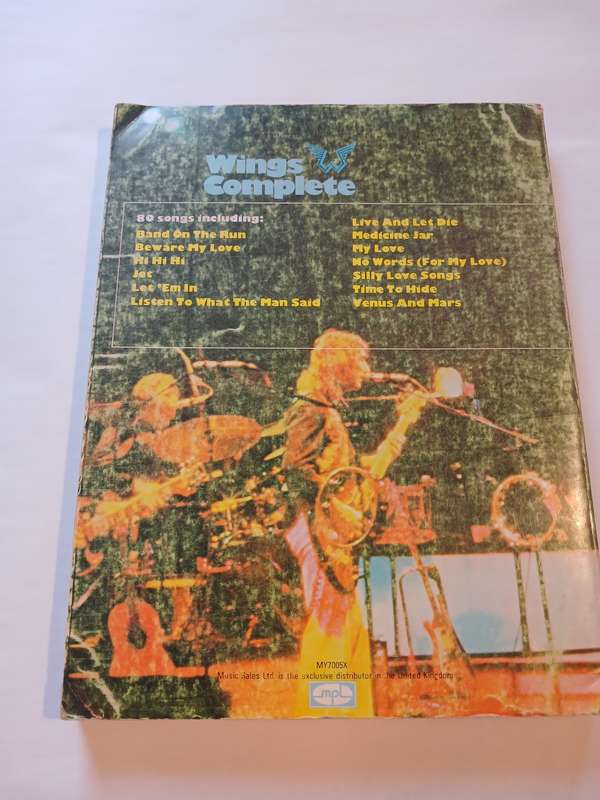 Wings
Complete
80 songs including:
Band On The Run
Beware My Love
Hi Hi Hi
Jet
Let 'Em In
Listen To What The Man Said
Live And Let Die
Medicine Jar
My Love
No Words (For My Love)
Silly Love Songs
Time To Hide
Venus And Mars
MY7005X
Music Sales Ltd. is the exclusive distributor in the United Kingdom
mpl